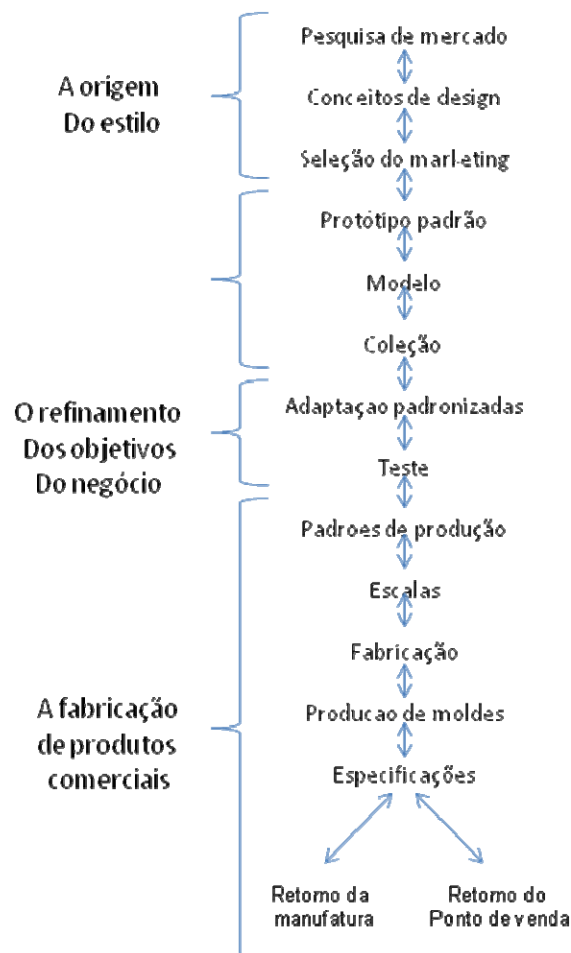 Pesquisa de mercado
A origem
Do estilo
Conceitos de design
Seleção do marl-eting
Protótipo padrão
Modelo
Coleção
Adaptaçao padronizadas
O refinamento
Dos objetivos
Do negócio
Teste
Padroes de produção
Escalas
Fabricação
A fabricação
de produtos
comerciais
Producao de moldes
Especificações
Retorno da
manufatura
Retorno do
Ponto de venda